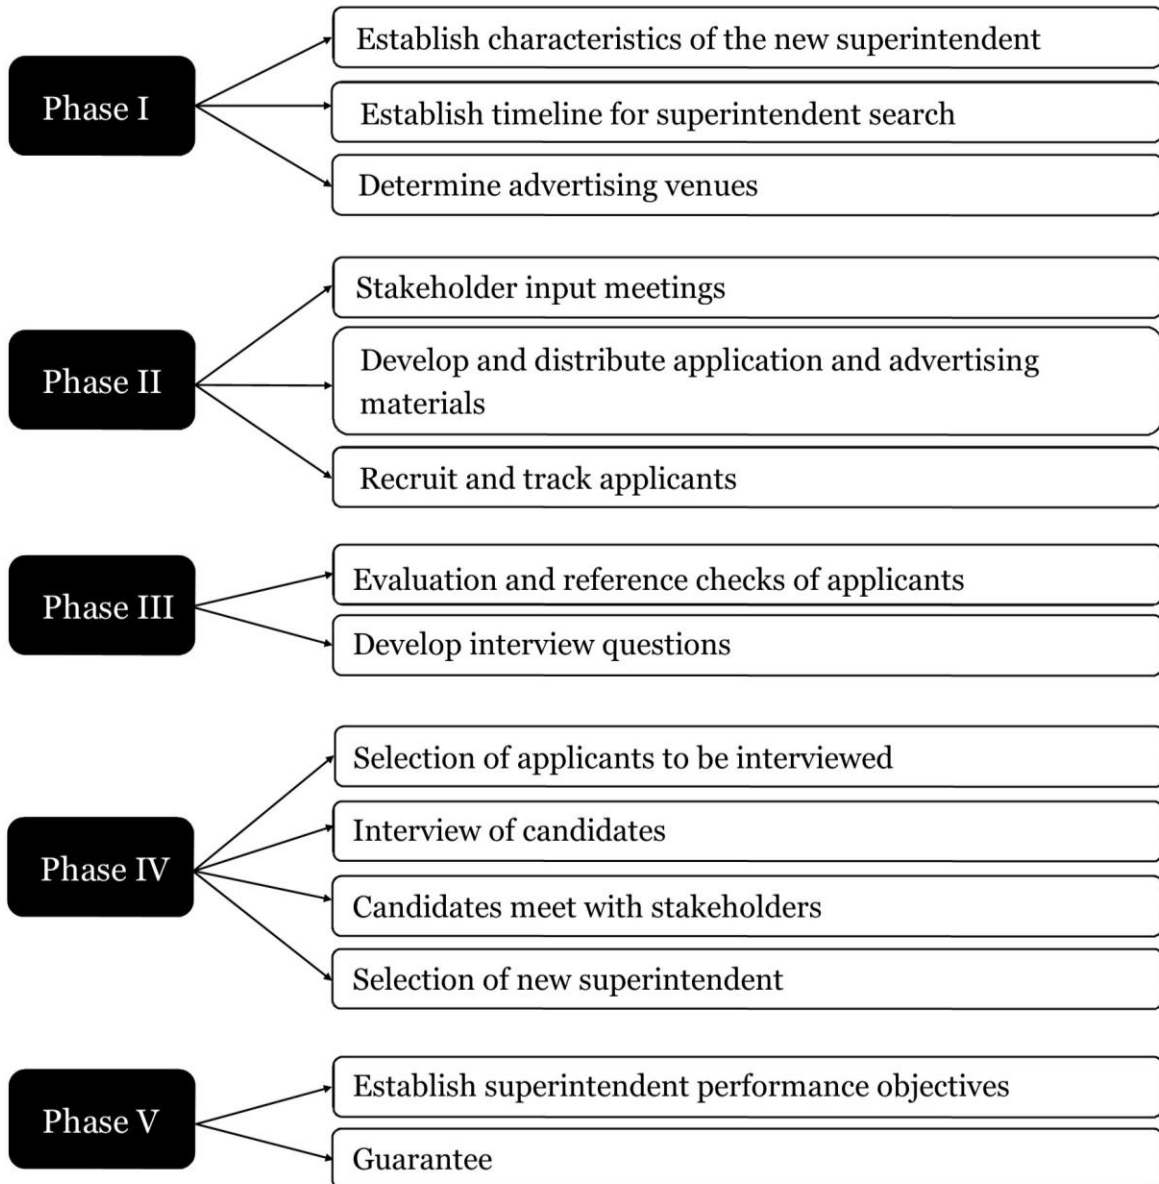 Phase I
Establish characteristics of the new superintendent
Establish timeline for superintendent search
Determine advertising venues
Phase II
Stakeholder input meetings
Develop and distribute application and advertising
materials
Recruit and track applicants
Phase III
Evaluation and reference checks of applicants
Develop interview questions
Phase IV
Selection of applicants to be interviewed
Interview of candidates
Candidates meet with stakeholders
Selection of new superintendent
Phase V
Establish superintendent performance objectives
Guarantee